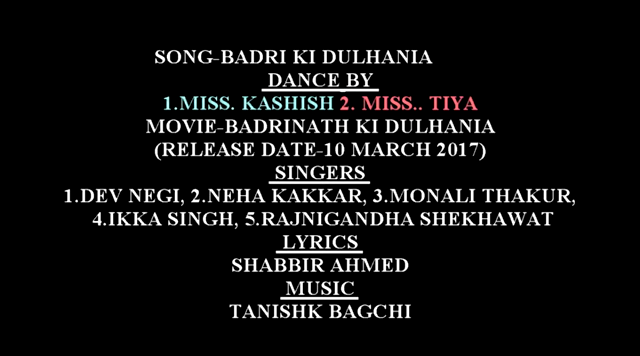 SONG-BADRI KI DULHANIA
DANCE BY
1.MISS. KASHISH 2. MISS.. TIYA
MOVIE-BADRINATH KI DULHANIA
(RELEASE DATE-10 MARCH 2017)
SINGERS
1.DEV NEGI, 2.NEHA KAKKAR, 3.MONALI THAKUR,
4.IKKA SINGH, 5.RAJNIGANDHA SHEKHAWAT
LYRICS
SHABBIR AHMED
MUSIC
TANISHK BAGCHI